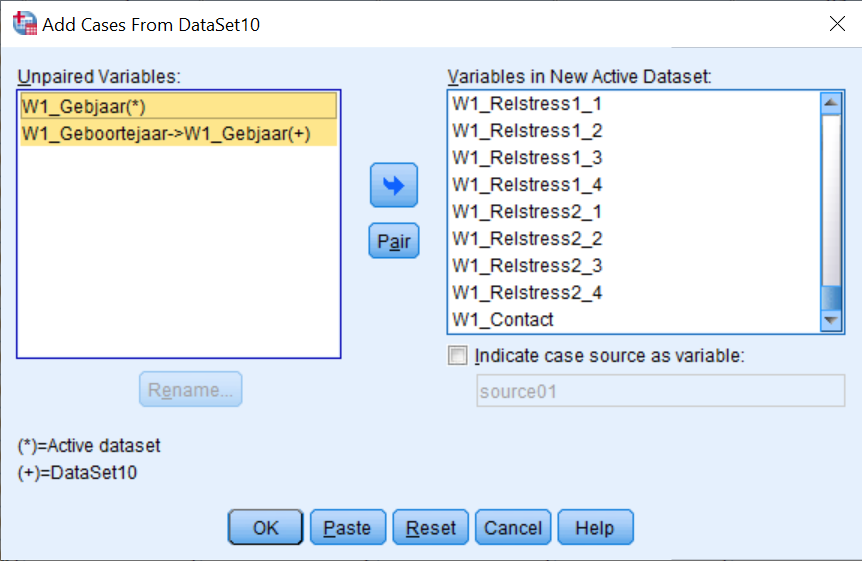 Add Cases From DataSet10
Unpaired Variables:
W1_Gebjaar(*)
W1_Geboortejaar->W1_Gebjaar(+)
Rename...
(*)=Active dataset
(+)=DataSet10
Pair
Variables in New Active Dataset:
W1_Relstress1_1
W1_Relstress1_2
W1_Relstress1_3
W1_Relstress1_4
W1_Relstress2_1
W1_Relstress2_2
W1_Relstress2_3
W1_Relstress2_4
W1_Contact
Indicate case source as variable:
source01
OK Paste Reset Cancel Help